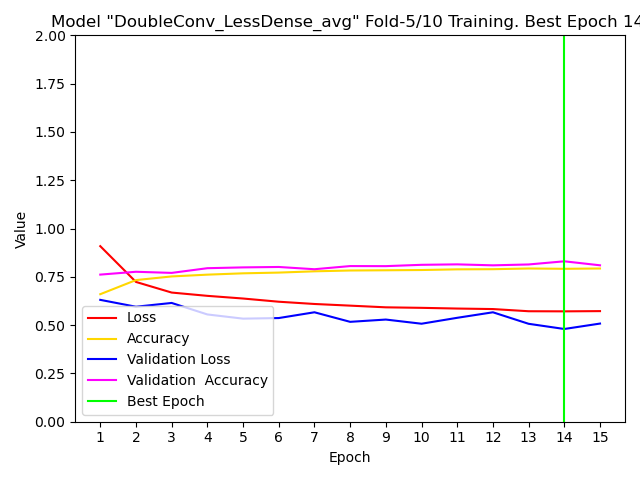 Model "DoubleConv_LessDense_avg" Fold-5/10 Training. Best Epoch 14
2.00
1.75
1.50
1.25
1.00
0.75
0.50
0.25
0.00
Value
Loss
Accuracy
Validation Loss
Validation  Accuracy
Best Epoch
1 2 3 4 5 6 7 8 9 10 11 12 13 14 15
Epoch